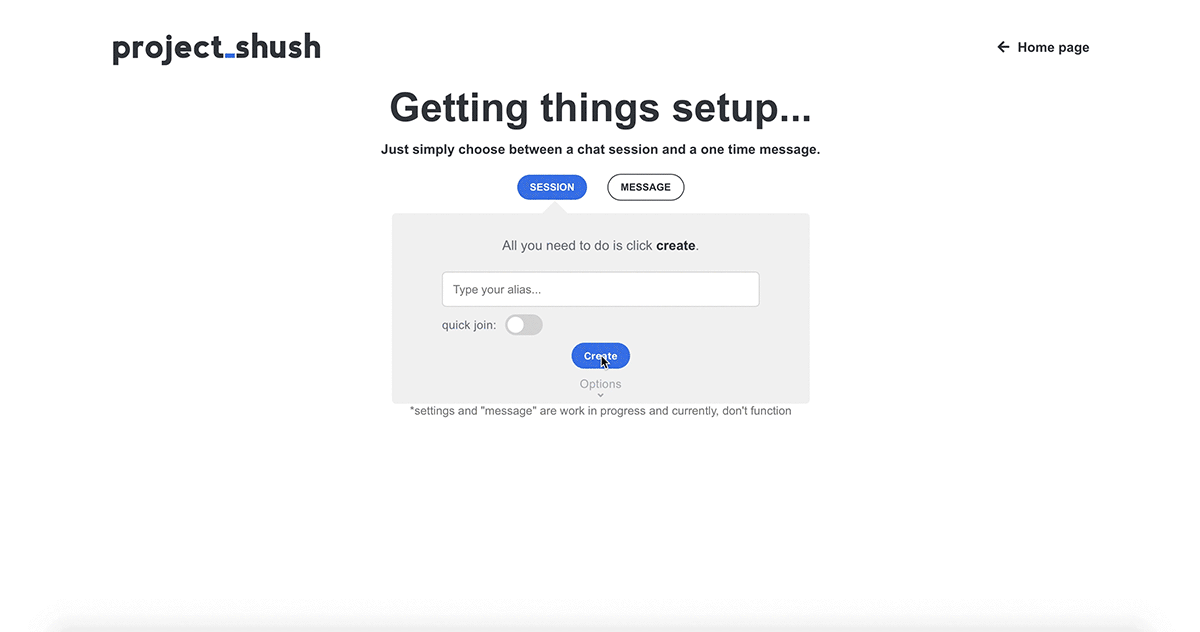 project_shush
Home page
Getting things setup...
Just simply choose between a chat session and a one time message.
SESSION
MESSAGE
All you need to do is click create.
Type your alias...
quick join:
Create
Options
*settings and "message" are work in progress and currently, don't function